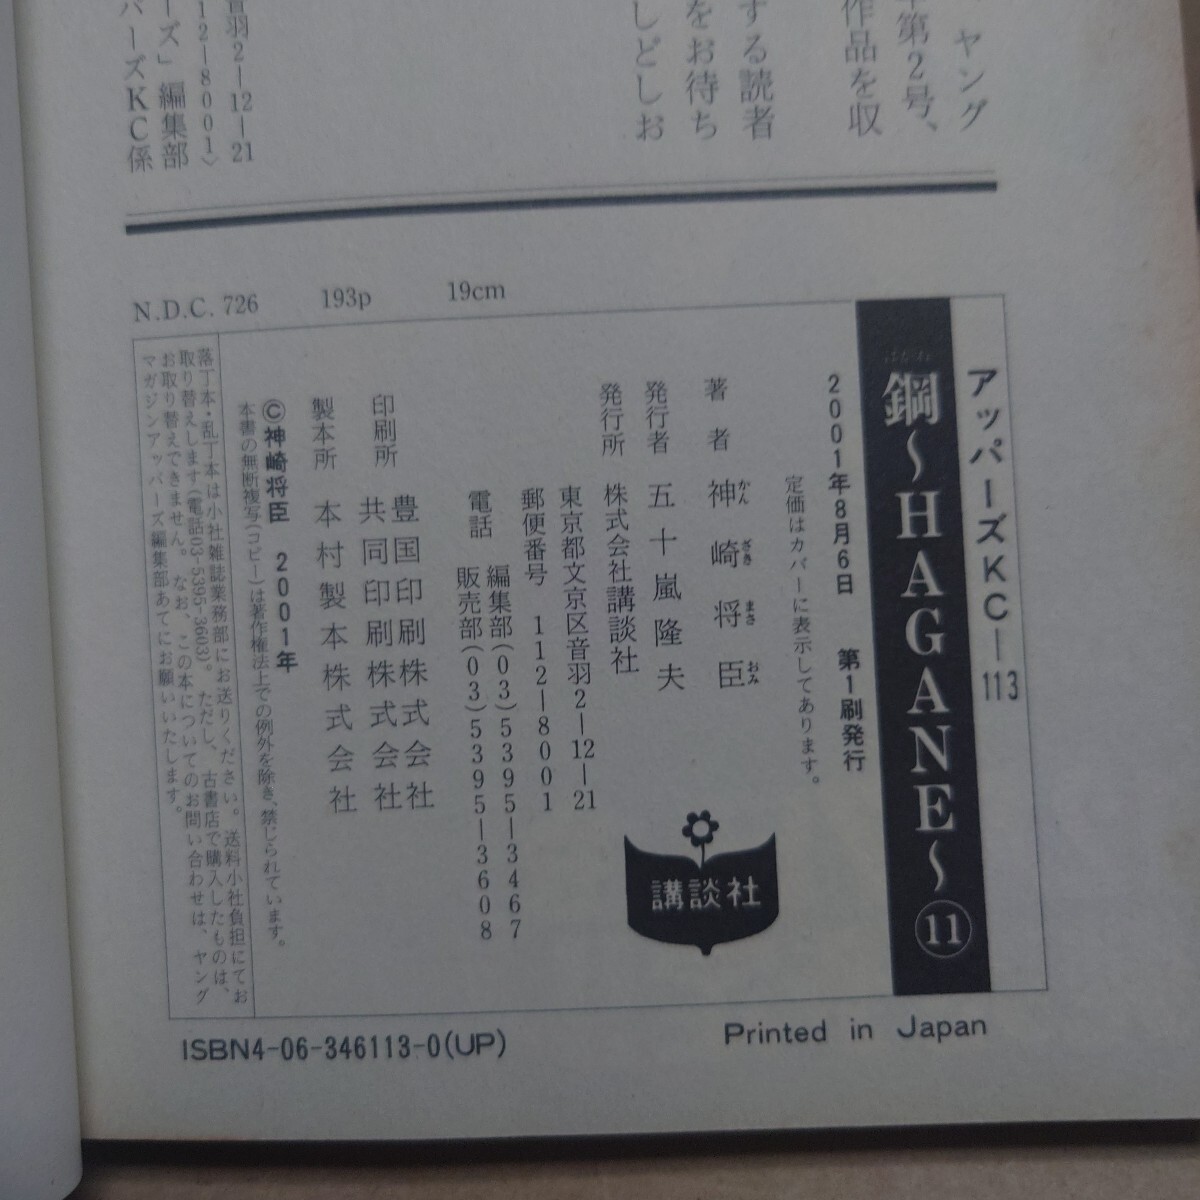 ヤング
第2号、
作品を収
する読者
をお待ち
しどしお
音羽2―12―21
12―8001〉
ーズ」編集部
パーズKC係
N.D.C. 726 193p 19cm
アッパーズKC―113
はがね
鋼～HAGANE～⑪
2001年8月6日 第1刷発行
定価はカバーに表示してあります。
著者 神崎将臣
かん ざき まさ おみ
発行者 五十嵐隆夫
発行所 株式会社講談社
東京都文京区音羽2―12―21
郵便番号 112―8001
電話 編集部(03)5395―3467
販売部(03)5395―3608
印刷所 豊国印刷株式会社
共同印刷株式会社
製本所 本村製本株式会社
©神崎将臣 2001年
本書の無断複写(コピー)は著作権法上での例外を除き、禁じられています。
落丁本・乱丁本は小社雑誌業務部にお送りください。送料小社負担にてお
取り替えします(電話03-5395-3603)。ただし、古書店で購入したものは、
お取り替えできません。なお、この本についてのお問い合わせは、ヤング
マガジンアッパーズ編集部あてにお願いいたします。
講談社
ISBN4-06-346113-0(UP)
Printed in Japan